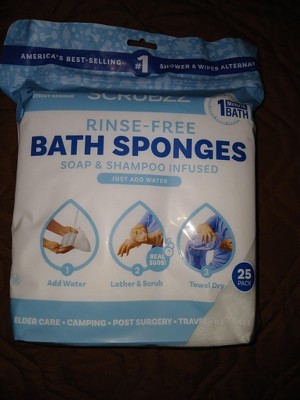 AMERICA'S BEST-SELLING #1 SHOWER & WIPES ALTERNAT
SCRUBZZ
1 MINUTE
BATH
RINSE-FREE
BATH SPONGES
SOAP & SHAMPOO INFUSED
JUST ADD WATER
REAL
SUDS!
1 2 3
Add Water Lather & Scrub Towel Dry
25
PACK
ELDER CARE • CAMPING • POST SURGERY • TRAVEL